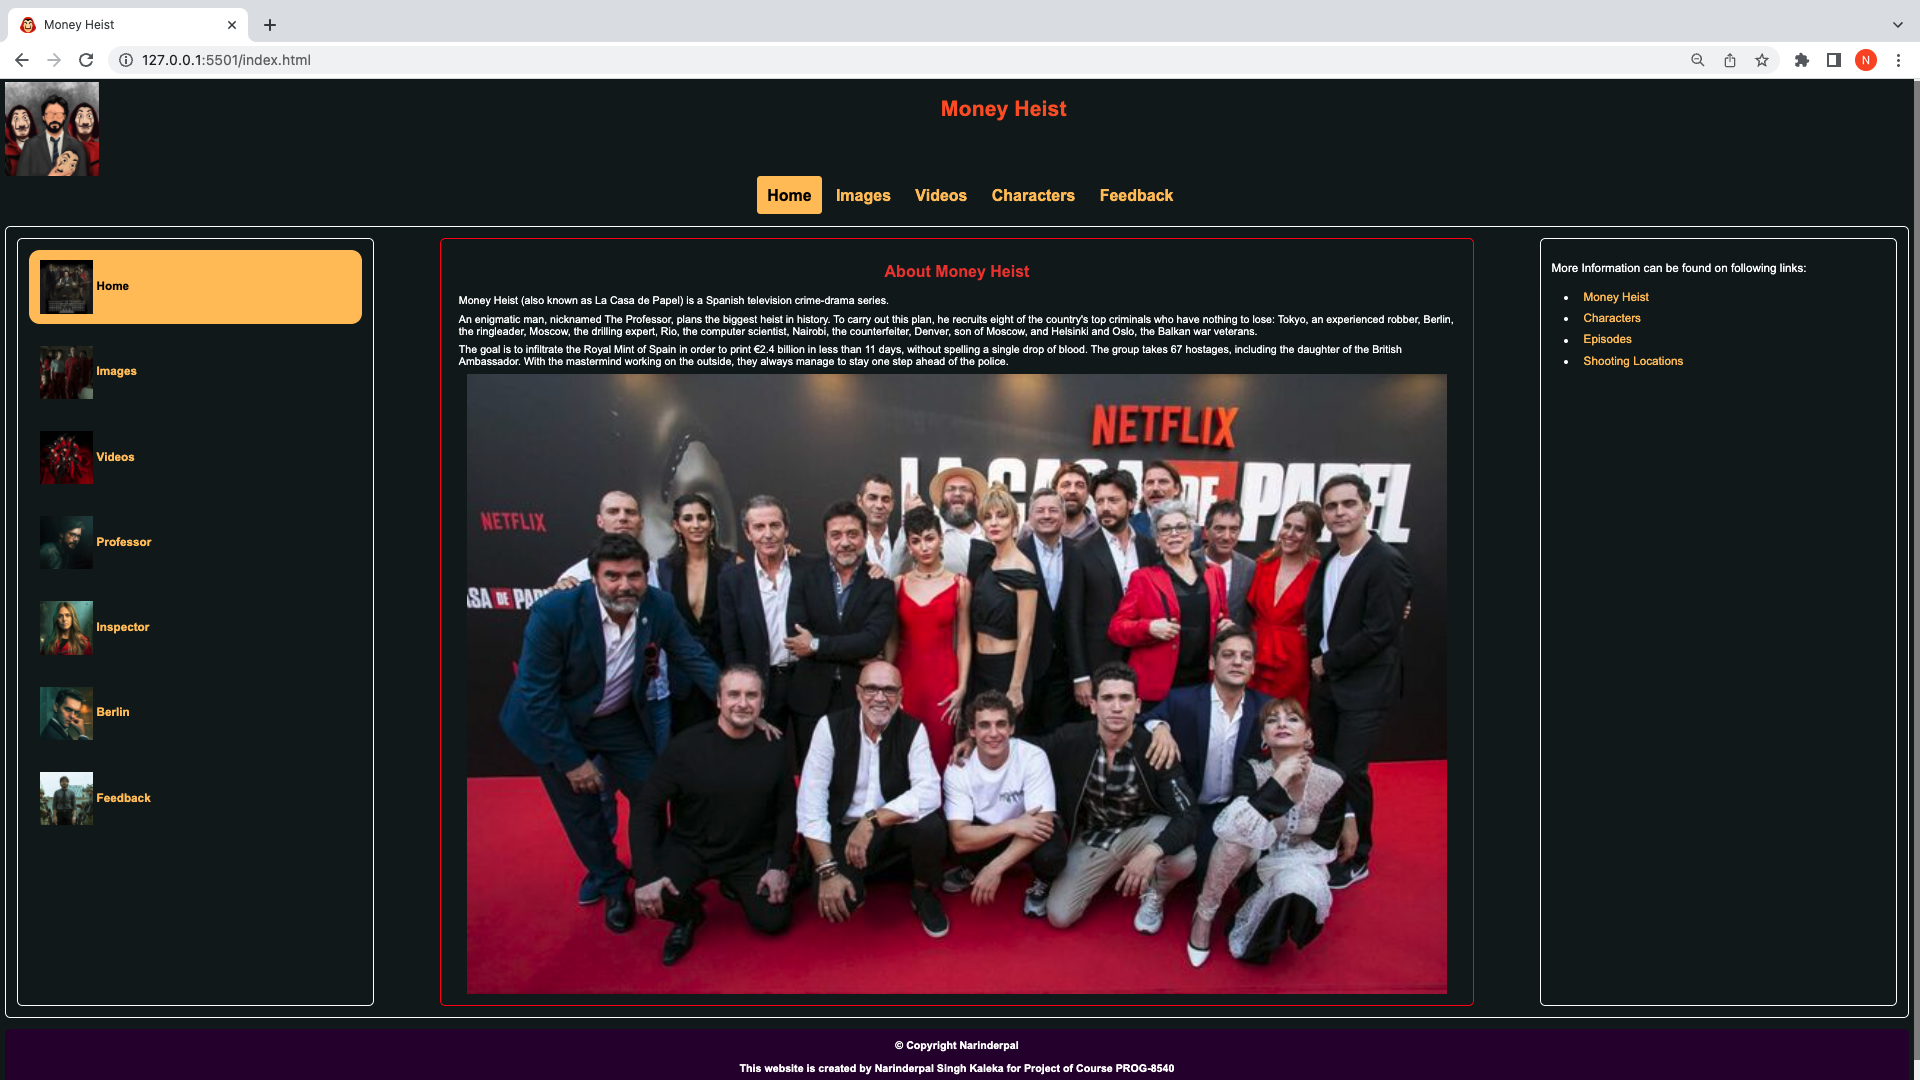 Money Heist
127.0.0.1:5501/index.html
N
Money Heist
Home Images Videos Characters Feedback
Home
Images
Videos
Professor
Inspector
Berlin
Feedback
About Money Heist
Money Heist (also known as La Casa de Papel) is a Spanish television crime-drama series.
An enigmatic man, nicknamed The Professor, plans the biggest heist in history. To carry out this plan, he recruits eight of the country's top criminals who have nothing to lose: Tokyo, an experienced robber, Berlin,
the ringleader, Moscow, the drilling expert, Rio, the computer scientist, Nairobi, the counterfeiter, Denver, son of Moscow, and Helsinki and Oslo, the Balkan war veterans.
The goal is to infiltrate the Royal Mint of Spain in order to print €2.4 billion in less than 11 days, without spelling a single drop of blood. The group takes 67 hostages, including the daughter of the British
Ambassador. With the mastermind working on the outside, they always manage to stay one step ahead of the police.
NETFLIX
LA CASA DE PAPEL
NETFLIX
CASA DE PAPEL
More Information can be found on following links:
Money Heist
Characters
Episodes
Shooting Locations
© Copyright Narinderpal
This website is created by Narinderpal Singh Kaleka for Project of Course PROG-8540